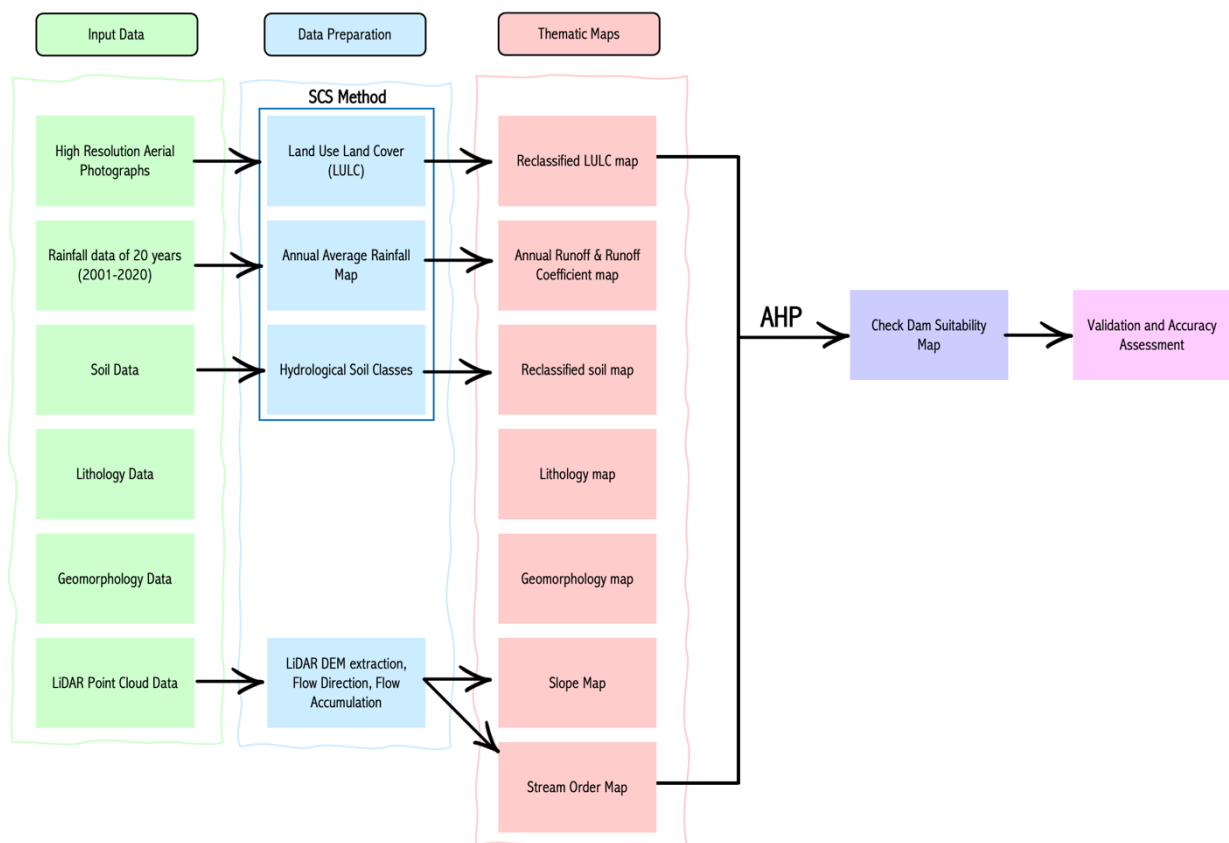 Input Data
Data Preparation
Thematic Maps
SCS Method
High Resolution Aerial
Photographs
Land Use Land Cover
(LULC)
Reclassified LULC map
Rainfall data of 20 years
(2001-2020)
Annual Average Rainfall
Map
Annual Runoff & Runoff
Coefficient map
AHP
Check Dam Suitability
Map
Validation and Accuracy
Assessment
Soil Data
Hydrological Soil Classes
Reclassified soil map
Lithology Data
Lithology map
Geomorphology Data
Geomorphology map
LiDAR Point Cloud Data
LiDAR DEM extraction,
Flow Direction, Flow
Accumulation
Slope Map
Stream Order Map